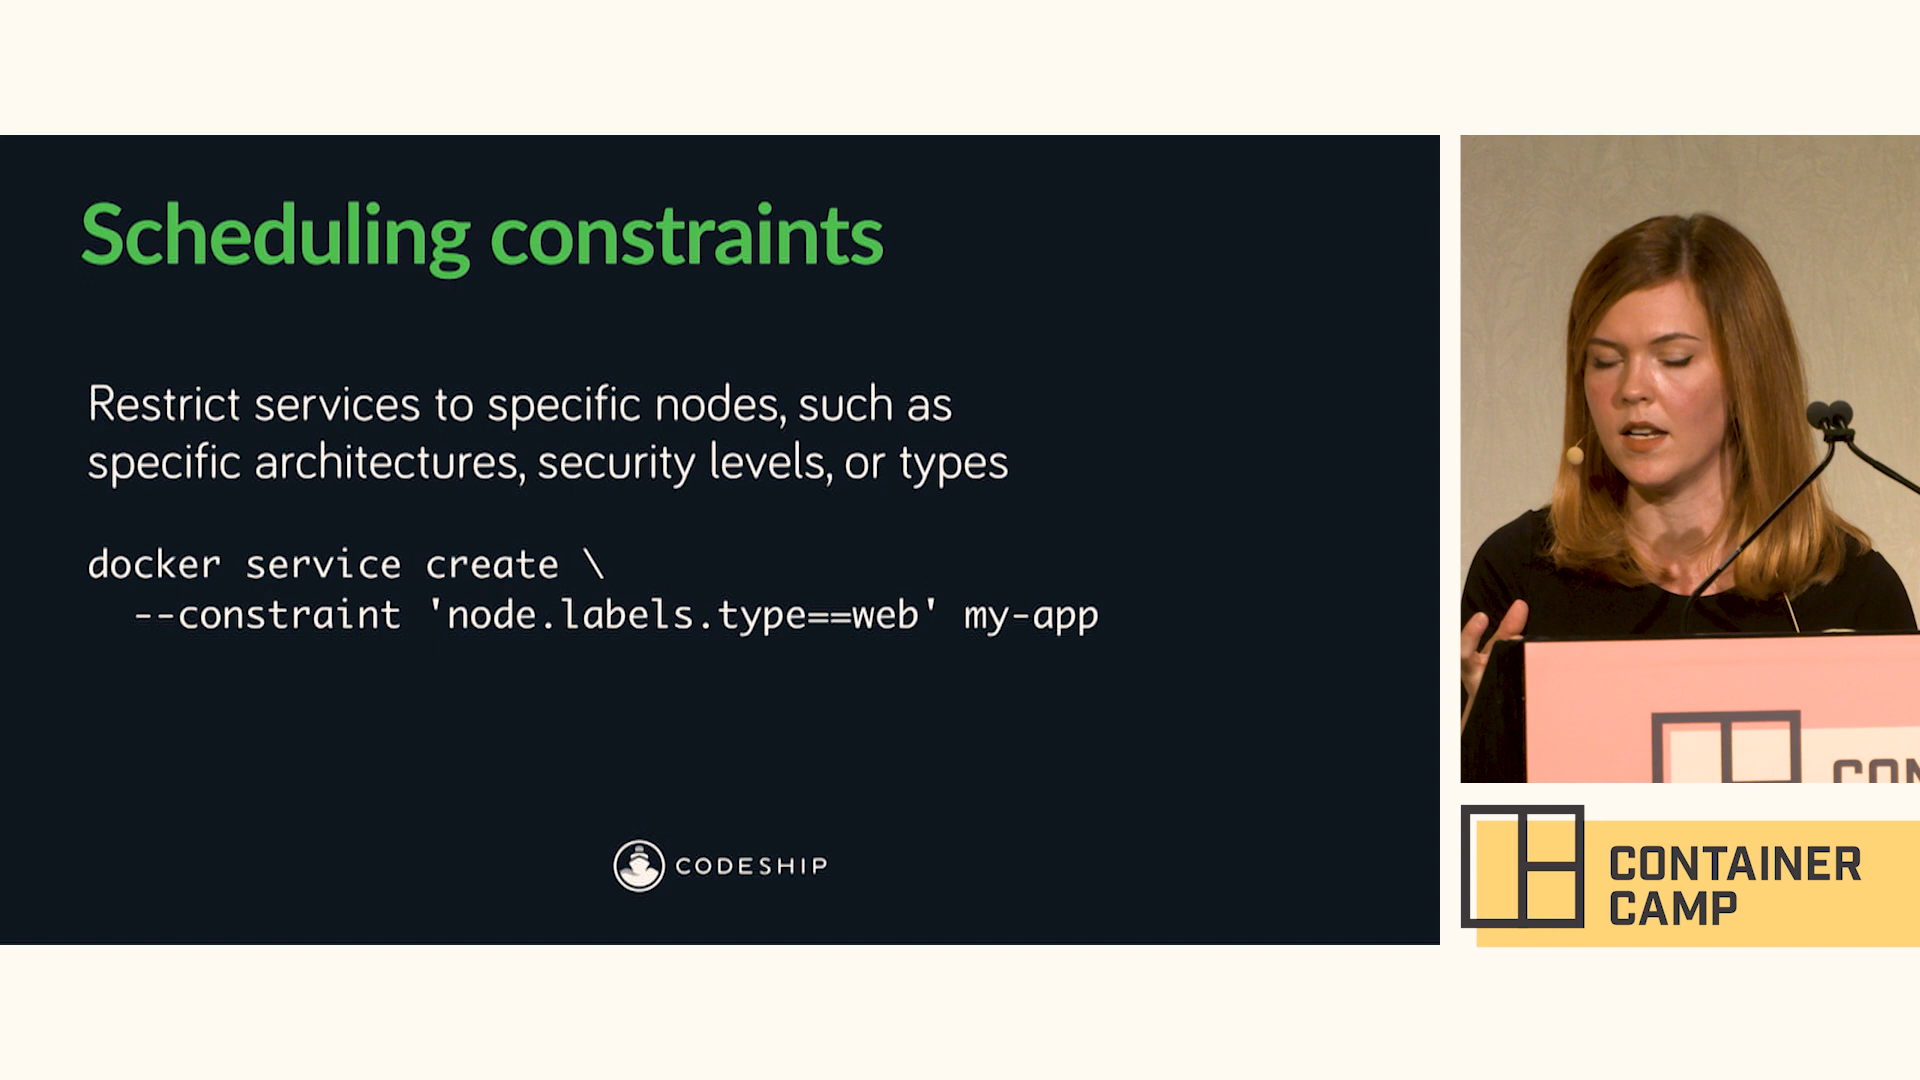 Scheduling constraints
Restrict services to specific nodes, such as
specific architectures, security levels, or types
docker service create \
--constraint 'node.labels.type==web' my-app
CODESHIP
CON
CONTAINER
CAMP